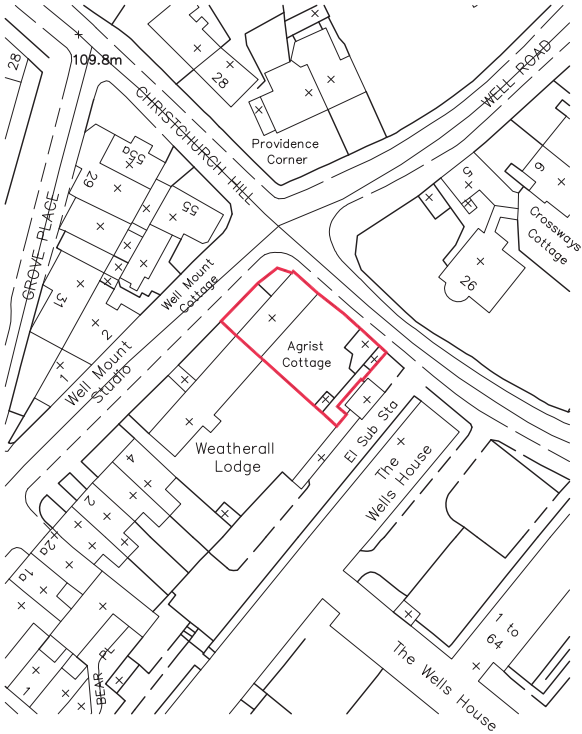 28
109.8m
28
CHRISTCHURCH HILL
WELL ROAD
Providence
Corner
55a
29
55
GROVE PLACE
5
6
Crossways
Cottage
26
Well Mount
Cottage
31
2
1
Well Mount
Studio
Agrist
Cottage
Weatherall
Lodge
El Sub Sta
The
Wells House
4
2
2a
1a
1
BEAR PL
1 to
64
The Wells House